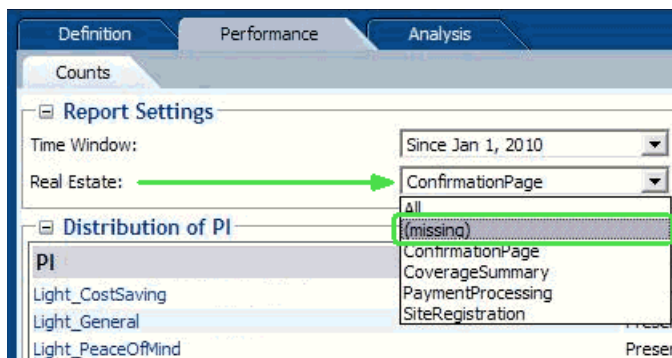 Definition Performance Analysis
Counts
Report Settings
Time Window: Since Jan 1, 2010
Real Estate: ConfirmationPage
All
(missing)
Distribution of PI
ConfirmationPage
PI
CoverageSummary
Light_CostSaving
PaymentProcessing
SiteRegistration
Light_General
Light_PeaceOfMind